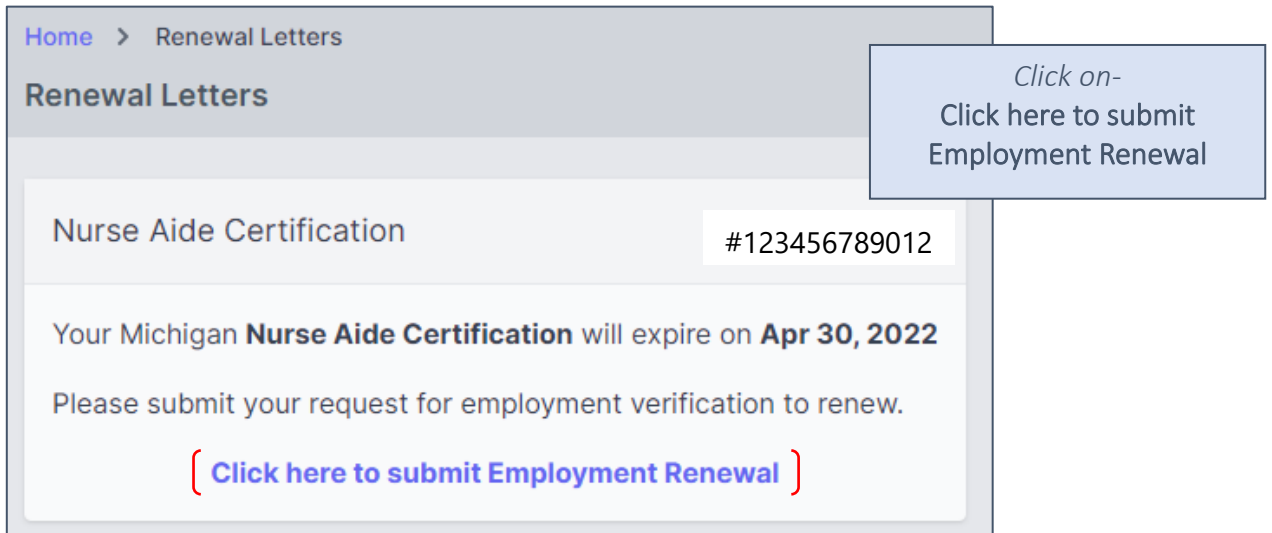 Home > Renewal Letters
Renewal Letters
Click on-
Click here to submit
Employment Renewal
Nurse Aide Certification
#123456789012
Your Michigan Nurse Aide Certification will expire on Apr 30, 2022
Please submit your request for employment verification to renew.
Click here to submit Employment Renewal